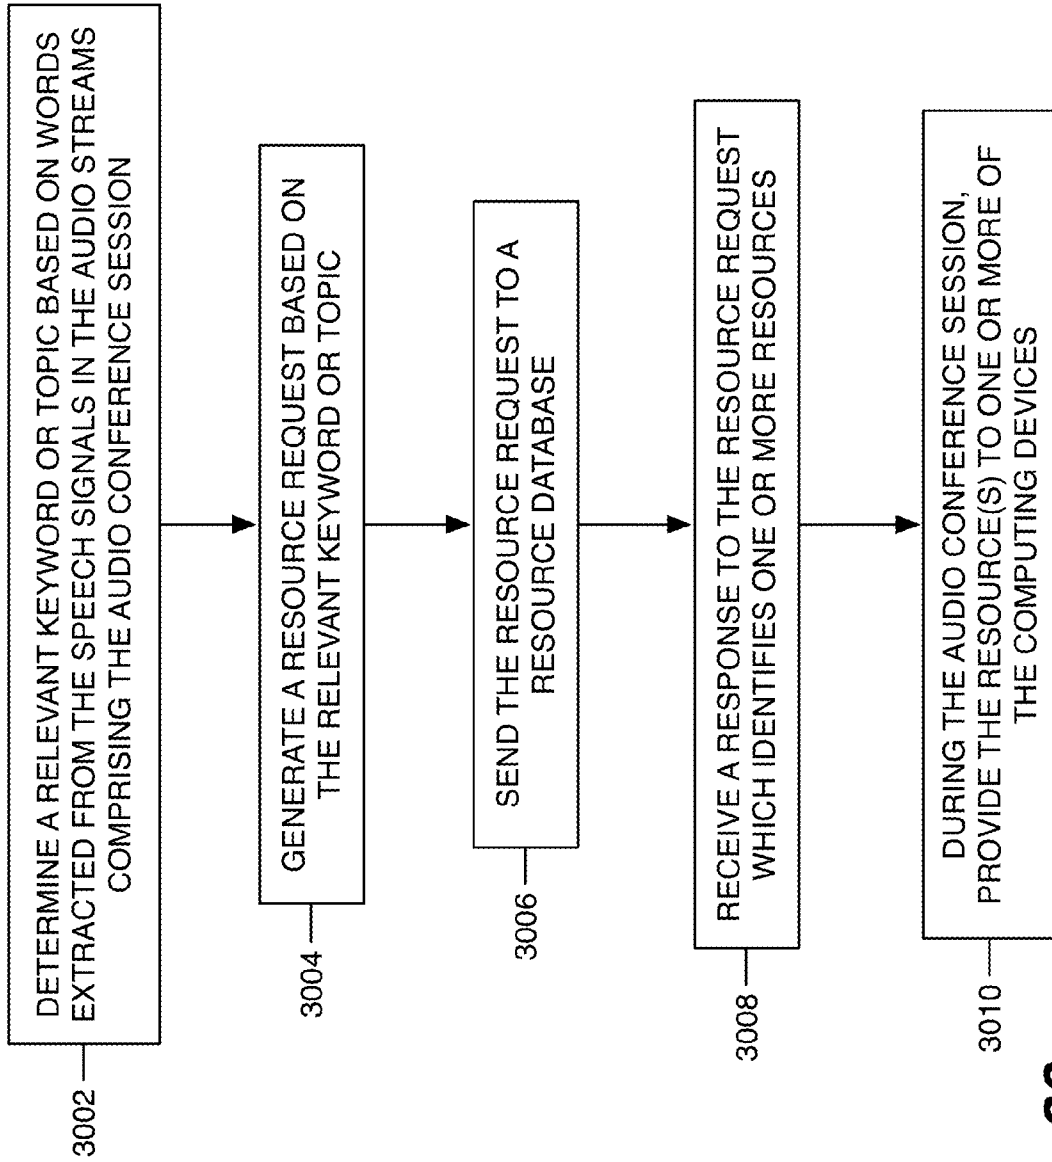 DETERMINE A RELEVANT KEYWORD OR TOPIC BASED ON WORDS
EXTRACTED FROM THE SPEECH SIGNALS IN THE AUDIO STREAMS
COMPRISING THE AUDIO CONFERENCE SESSION
3002
GENERATE A RESOURCE REQUEST BASED ON
THE RELEVANT KEYWORD OR TOPIC
3004
SEND THE RESOURCE REQUEST TO A
RESOURCE DATABASE
3006
RECEIVE A RESPONSE TO THE RESOURCE REQUEST
WHICH IDENTIFIES ONE OR MORE RESOURCES
3008
DURING THE AUDIO CONFERENCE SESSION,
PROVIDE THE RESOURCE(S) TO ONE OR MORE OF
THE COMPUTING DEVICES
3010